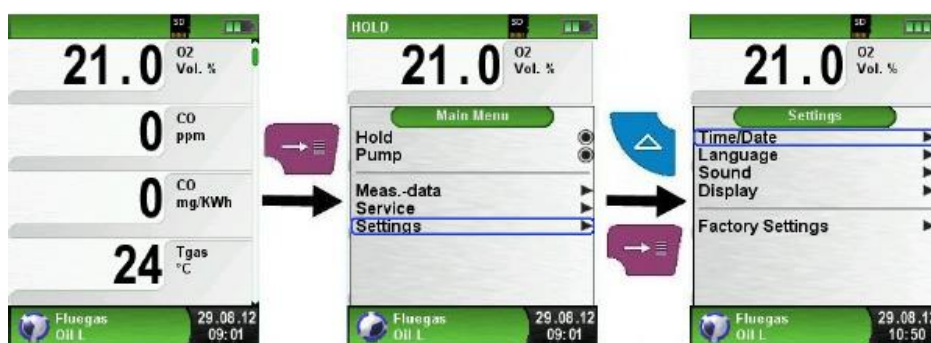 SD
21.0
O2
Vol. %
0
CO
ppm
0
CO
mg/KWh
24
Tgas
°C
Fluegas
Oil L
29.08.12
09:01
HOLD
SD
21.0
O2
Vol. %
Main Menu
Hold
Pump
Meas.-data
Service
Settings
Fluegas
Oil L
29.08.12
09:01
SD
21.0
O2
Vol. %
Settings
Time/Date
Language
Sound
Display
Factory Settings
Fluegas
Oil L
29.08.12
10:50